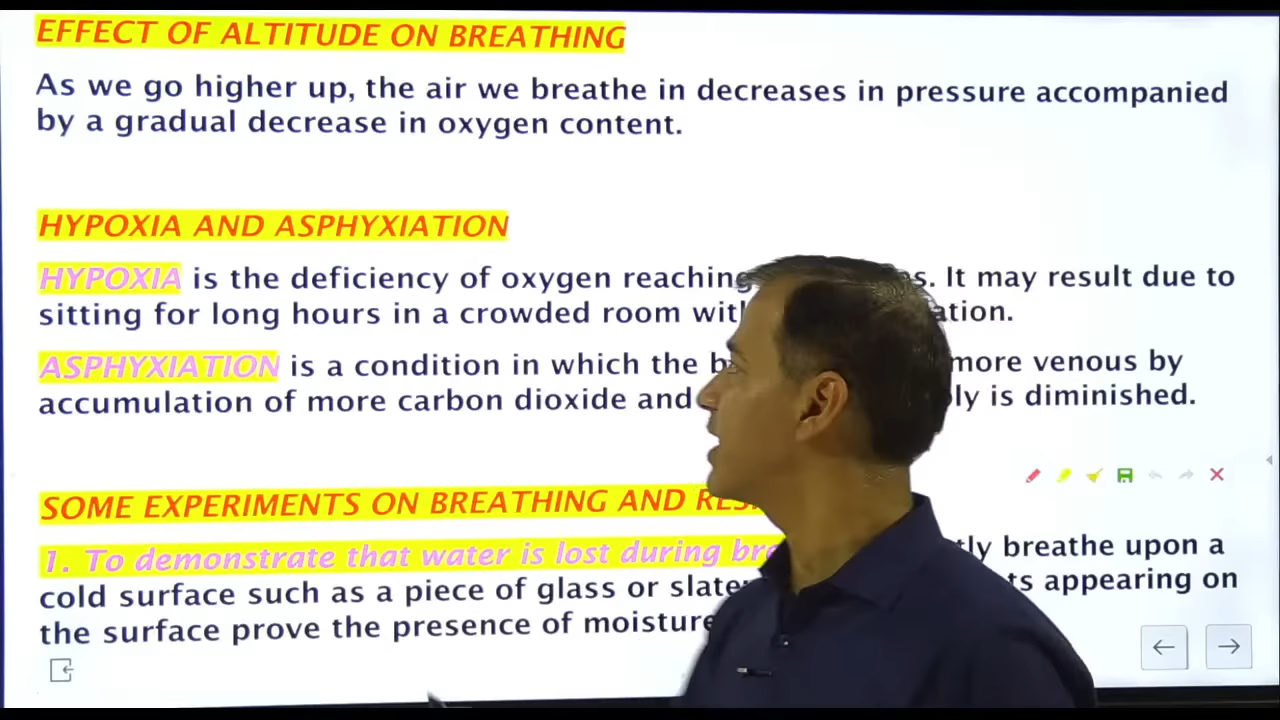 EFFECT OF ALTITUDE ON BREATHING
As we go higher up, the air we breathe in decreases in pressure accompanied
by a gradual decrease in oxygen content.
HYPOXIA AND ASPHYXIATION
HYPOXIA is the deficiency of oxygen reaching It may result due to
sitting for long hours in a crowded room
ASPHYXIATION is a condition in which the more venous by
accumulation of more carbon dioxide and is diminished.
SOME EXPERIMENTS ON BREATHING AND
1. To demonstrate that water is lost during breathe upon a
cold surface such as a piece of glass or appearing on
the surface prove the presence of moisture